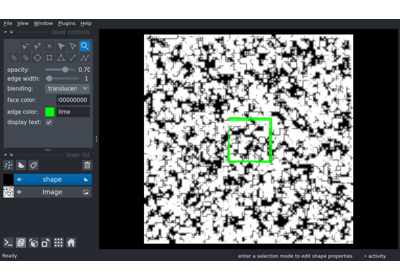 File View Window Plugins Help
layer controls
opacity: 0.70
edge width: 1
blending: translucen
face color: 00000000
edge color: lime
display text:
layer list
shape
Image
Ready
enter a selection mode to edit shape properties
activity